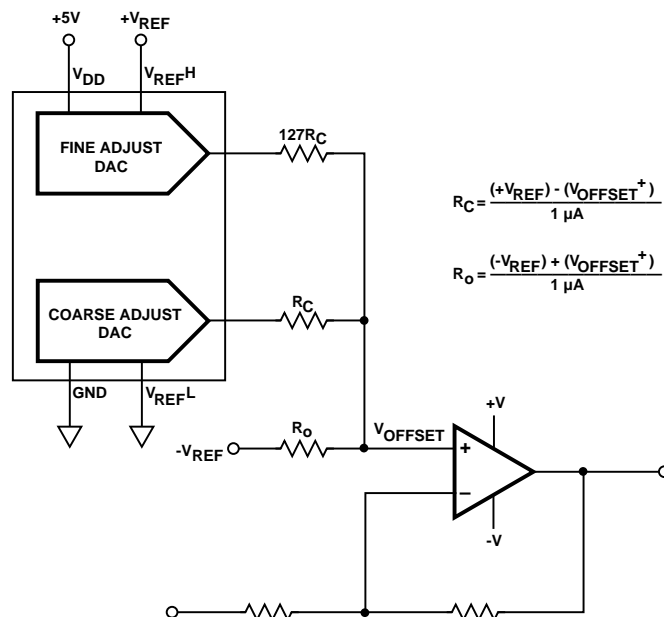 +5V
+VREF
VDD
VREFH
FINE ADJUST
DAC
127RC
RC = (+VREF) - (VOFFSET+)
1 µA
Ro = (-VREF) + (VOFFSET+)
1 µA
COARSE ADJUST
DAC
RC
GND
VREFL
Ro
-VREF
VOFFSET
+V
+
−
-V